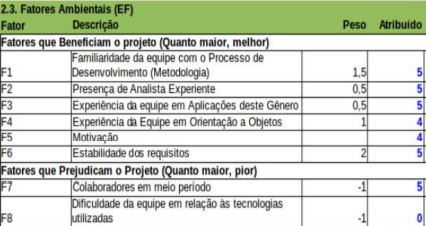 2.3. Fatores Ambientais (EF)
Fator Descrição Peso Atribuído
Fatores que Beneficiam o projeto (Quanto maior, melhor)
Familiaridade da equipe com o Processo de
F1 Desenvolvimento (Metodologia) 1,5 5
F2 Presença de Analista Experiente 0,5 5
F3 Experiência da equipe em Aplicações deste Gênero 0,5 5
F4 Experiência da Equipe em Orientação a Objetos 1 4
F5 Motivação 4
F6 Estabilidade dos requisitos 2 5
Fatores que Prejudicam o Projeto (Quanto maior, pior)
F7 Colaboradores em meio período -1 5
Dificuldade da equipe em relação às tecnologias
F8 utilizadas -1 0